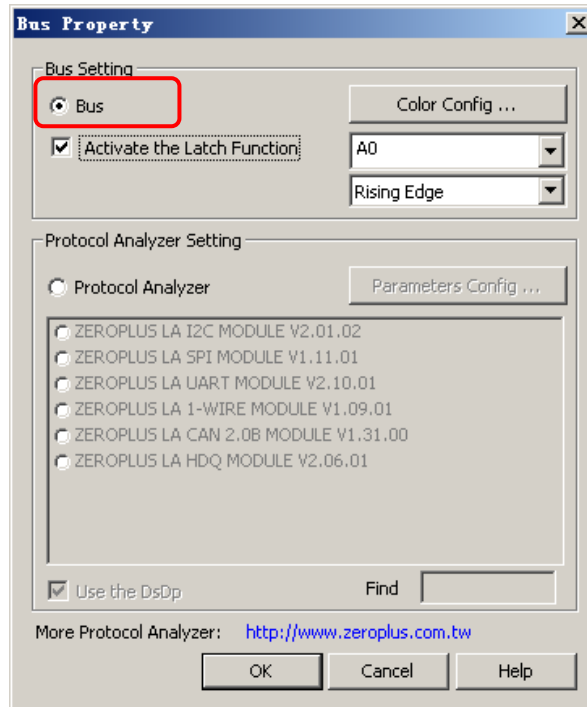 Bus Property
Bus Setting
Bus
Color Config ...
Activate the Latch Function
A0
Rising Edge
Protocol Analyzer Setting
Protocol Analyzer
Parameters Config ...
ZEROPLUS LA I2C MODULE V2.01.02
ZEROPLUS LA SPI MODULE V1.11.01
ZEROPLUS LA UART MODULE V2.10.01
ZEROPLUS LA 1-WIRE MODULE V1.09.01
ZEROPLUS LA CAN 2.0B MODULE V1.31.00
ZEROPLUS LA HDQ MODULE V2.06.01
Use the DsDp
Find
More Protocol Analyzer: http://www.zeroplus.com.tw
OK Cancel Help